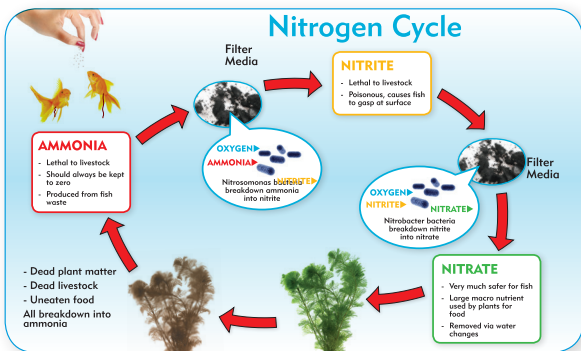 Nitrogen Cycle
Filter
Media
NITRITE
- Lethal to livestock
- Poisonous, causes fish
to gasp at surface
AMMONIA
- Lethal to livestock
- Should always be kept
to zero
- Produced from fish
waste
OXYGEN
AMMONIA
NITRITE
Nitrosomonas bacteria
breakdown ammonia
into nitrite
Filter
Media
OXYGEN
NITRITE
NITRATE
Nitrobacter bacteria
breakdown nitrite
into nitrate
NITRATE
- Very much safer for fish
- Large macro nutrient
used by plants for
food
- Removed via water
changes
- Dead plant matter
- Dead livestock
- Uneaten food
All breakdown into
ammonia